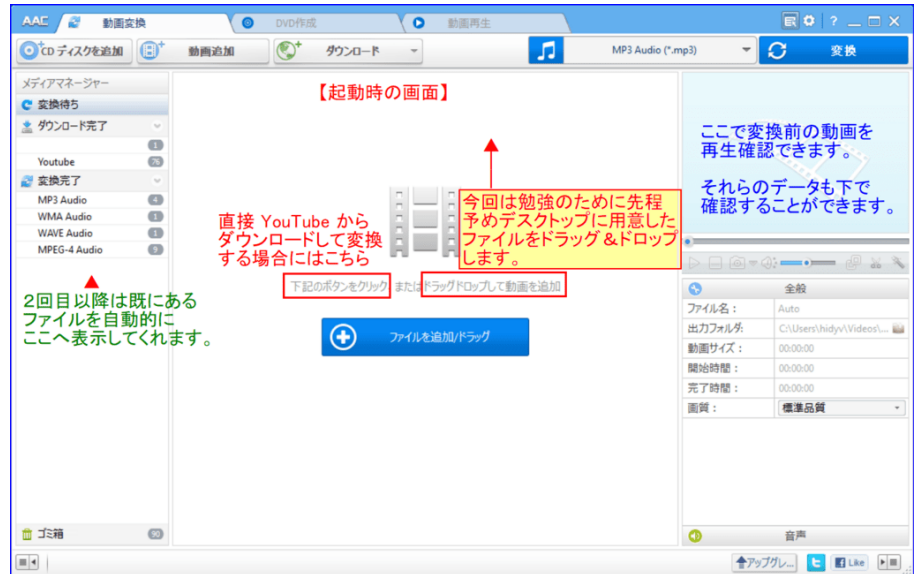 AAE 動画変換 DVD作成 動画再生 ?
CD ディスクを追加 動画追加 ダウンロード MP3 Audio (*.mp3) 変換
メディアマネージャー
変換待ち
ダウンロード完了
1
Youtube
変換完了
MP3 Audio 4
WMA Audio 1
WAVE Audio 1
MPEG-4 Audio 9
2回目以降は既にある
ファイルを自動的に
ここへ表示してくれます。
ゴミ箱 50
【起動時の画面】
直接 YouTube から
ダウンロードして変換
する場合にはこちら
今回は勉強のために先程
予めデスクトップに用意した
ファイルをドラッグ&ドロップ
します。
下記のボタンをクリック または ドラッグドロップして動画を追加
ファイルを追加/ドラッグ
ここで変換前の動画を
再生確認できます。
それらのデータも下で
確認することができます。
全般
ファイル名: Auto
出力フォルダ: C:\Users\hidyv\Videos\...
動画サイズ: 00:00:00
開始時間: 00:00:00
完了時間: 00:00:00
画質: 標準品質
音声
アップグレ... Like